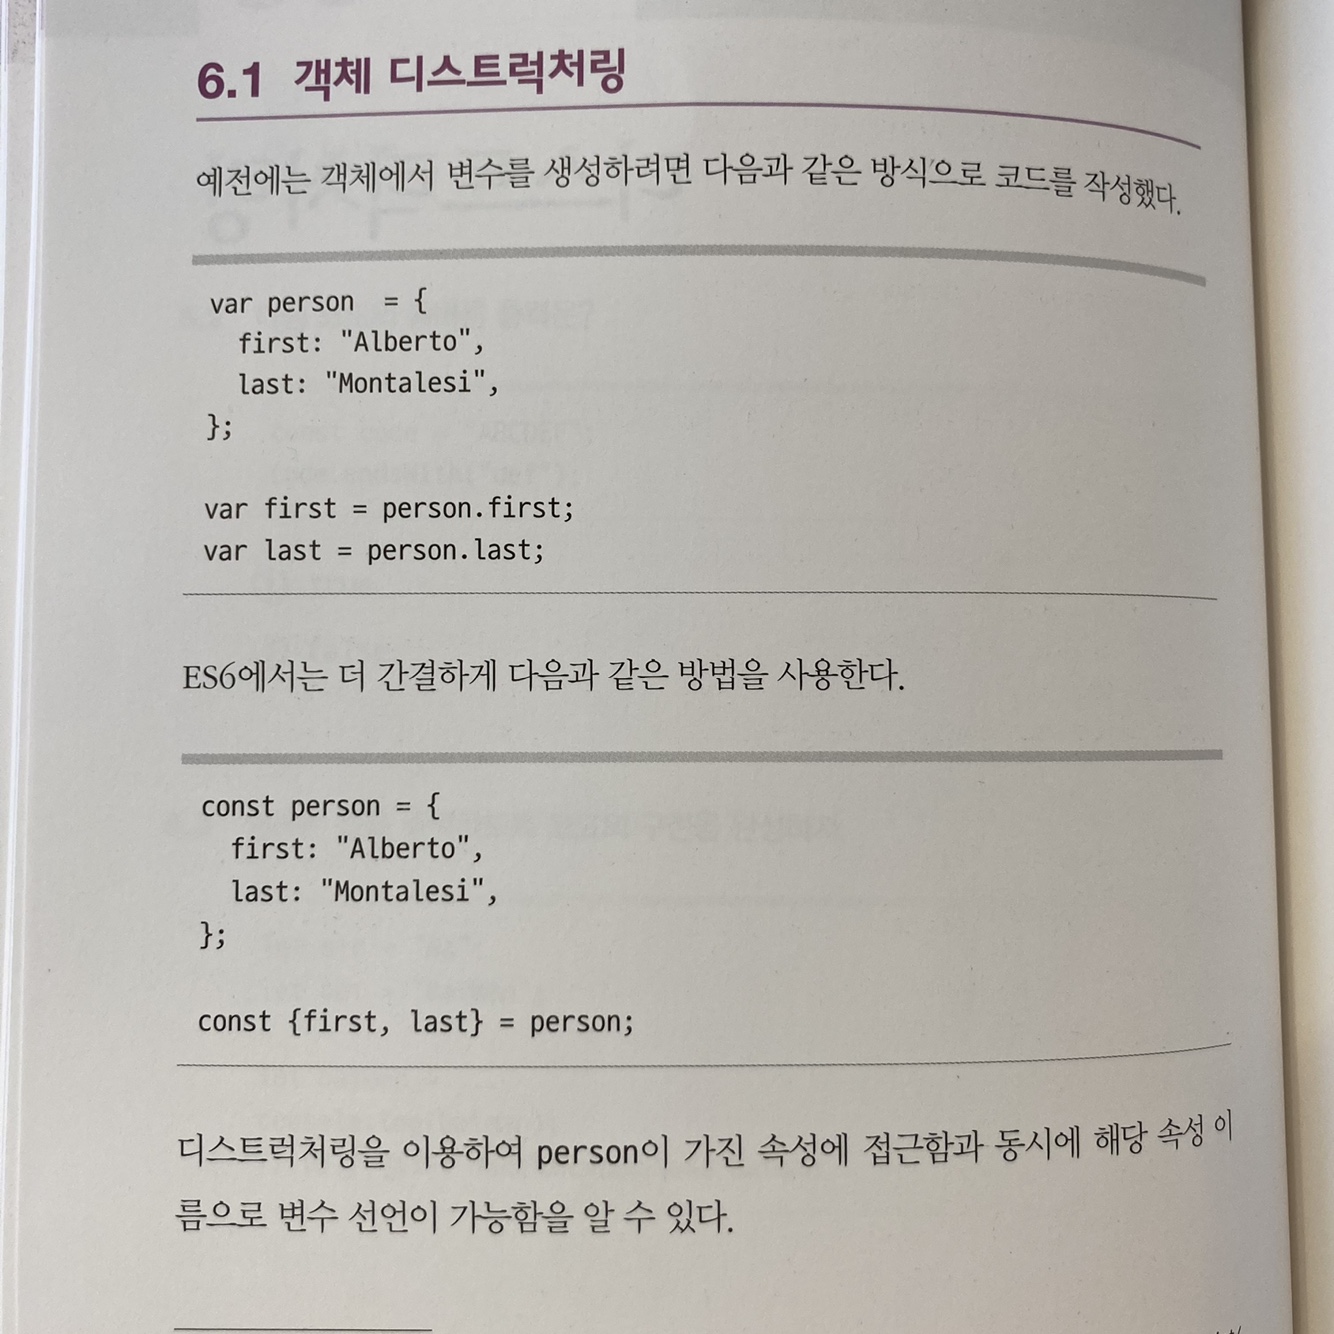 6.1 객체 디스트럭처링
예전에는 객체에서 변수를 생성하려면 다음과 같은 방식으로 코드를 작성했다.
var person  = {
  first: "Alberto",
  last: "Montalesi",
};
var first = person.first;
var last = person.last;
ES6에서는 더 간결하게 다음과 같은 방법을 사용한다.
const person = {
  first: "Alberto",
  last: "Montalesi",
};
const {first, last} = person;
디스트럭처링을 이용하여 person이 가진 속성에 접근함과 동시에 해당 속성 이
름으로 변수 선언이 가능함을 알 수 있다.